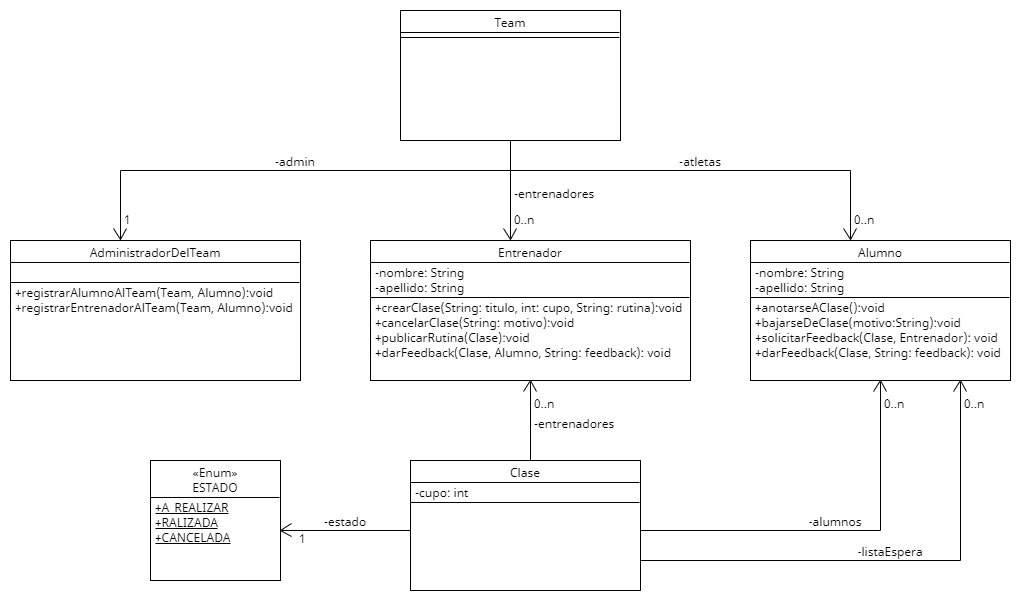 Team
-admin
-atletas
-entrenadores
1
0..n
0..n
AdministradorDelTeam
+registrarAlumnoAlTeam(Team, Alumno):void
+registrarEntrenadorAlTeam(Team, Alumno):void
Entrenador
-nombre: String
-apellido: String
+crearClase(String: titulo, int: cupo, String: rutina):void
+cancelarClase(String: motivo):void
+publicarRutina(Clase):void
+darFeedback(Clase, Alumno, String: feedback): void
Alumno
-nombre: String
-apellido: String
+anotarseAClase():void
+bajarseDeClase(motivo:String):void
+solicitarFeedback(Clase, Entrenador): void
+darFeedback(Clase, String: feedback): void
0..n
0..n
0..n
-entrenadores
«Enum»
ESTADO
+A_REALIZAR
+RALIZADA
+CANCELADA
-estado
1
Clase
-cupo: int
-alumnos
-listaEspera